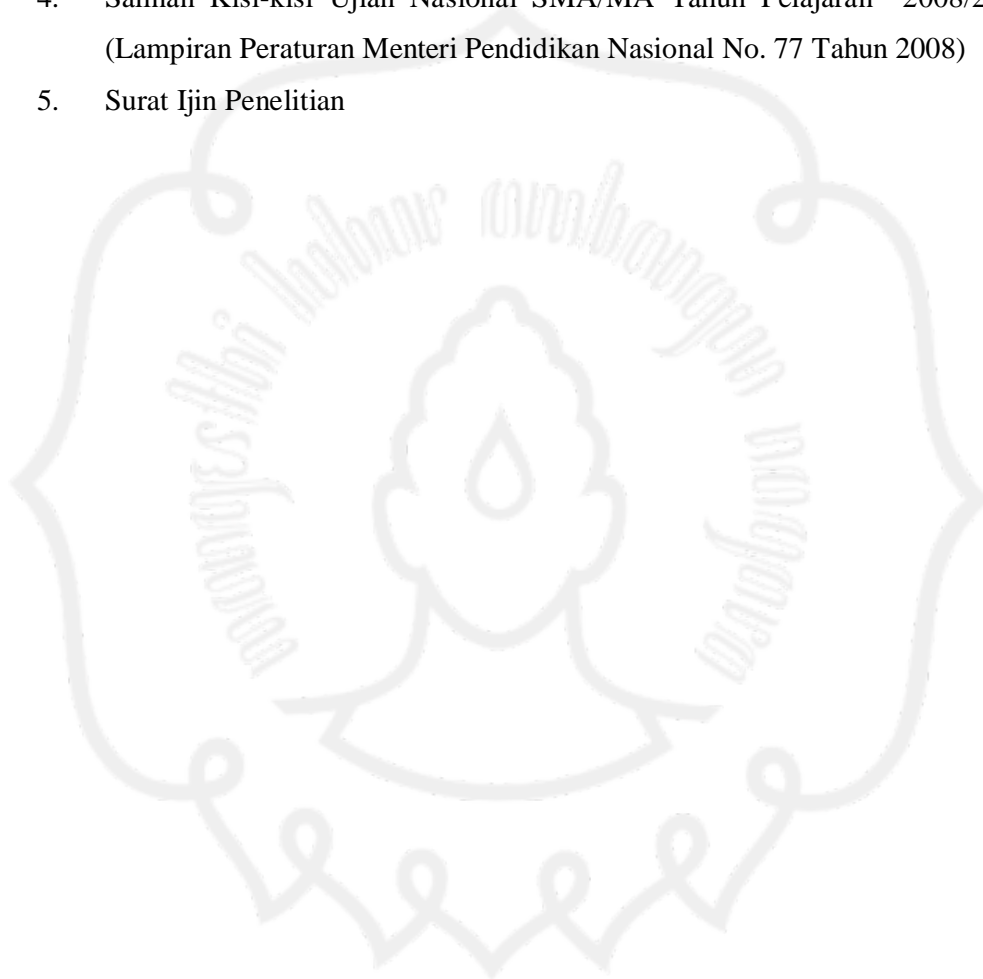 4. Salinan Kisi-kisi Ujian Nasional SMA/MA Tahun Pelajaran 2008/2
(Lampiran Peraturan Menteri Pendidikan Nasional No. 77 Tahun 2008)
5. Surat Ijin Penelitian